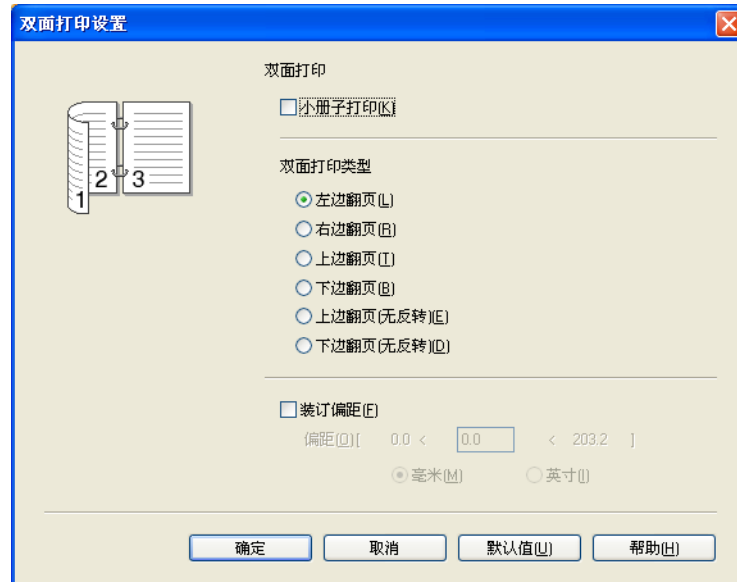 双面打印设置
双面打印
小册子打印(K)
双面打印类型
2 3
1
左边翻页(L)
右边翻页(R)
上边翻页(T)
下边翻页(B)
上边翻页(无反转)(E)
下边翻页(无反转)(D)
装订偏距(F)
偏距(O)[ 0.0 < 0.0 < 203.2 ]
毫米(M) 英寸(I)
确定 取消 默认值(U) 帮助(H)